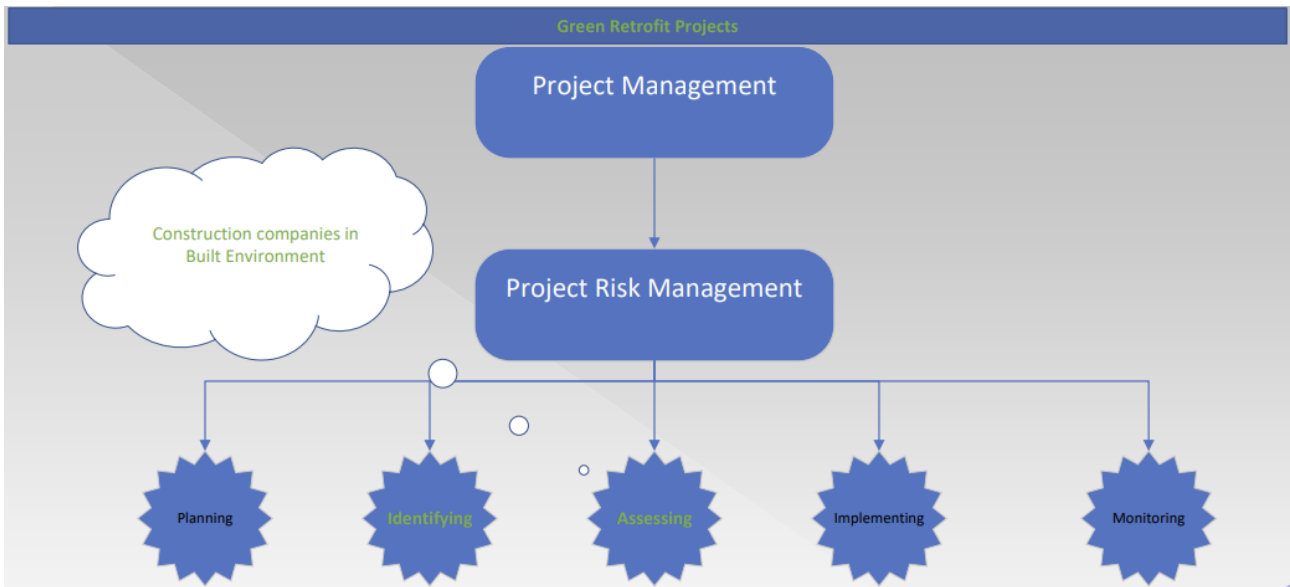 Green Retrofit Projects
Project Management
Construction companies in
Built Environment
Project Risk Management
Planning
Identifying
Assessing
Implementing
Monitoring